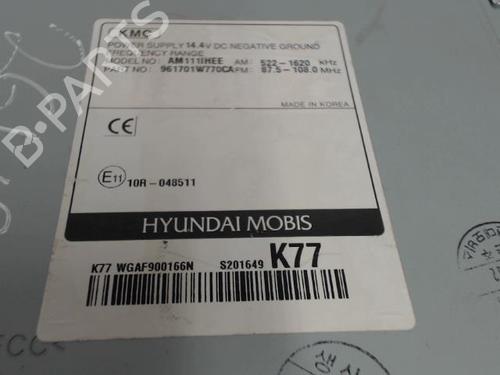 KMC
POWER SUPPLY 14.4V DC NEGATIVE GROUND
FREQUENCY RANGE
MODEL NO: AM111IHEE AM: 522-1620 KHz
PART NO: 961701W770CA FM: 87.5-108.0 MHz
MADE IN KOREA
CE
E11 10R-048511
HYUNDAI MOBIS
K77 WGAF900166N S201649 K77